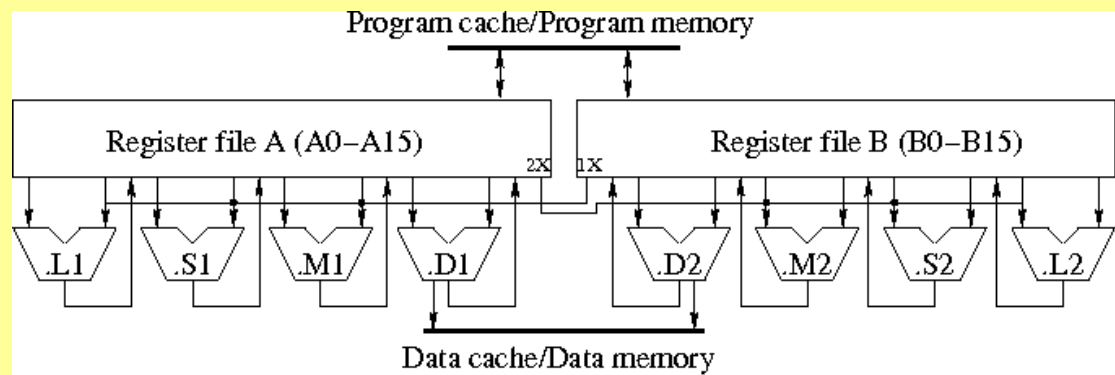 Program cache/Program memory
Register file A (A0−A15)
2X
1X
Register file B (B0−B15)
.L1
.S1
.M1
.D1
.D2
.M2
.S2
.L2
Data cache/Data memory